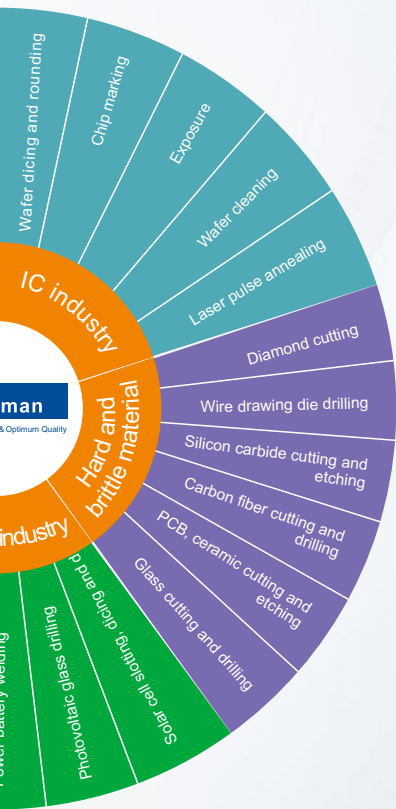 Wafer dicing and rounding
Chip marking
Exposure
Wafer cleaning
Laser pulse annealing
IC industry
Diamond cutting
Wire drawing die drilling
Silicon carbide cutting and
etching
Carbon fiber cutting and
drilling
PCB, ceramic cutting and
etching
Glass cutting and drilling
Hard and
brittle material
man
& Optimum Quality
industry
Solar cell slotting, dicing and d
Photovoltaic glass drilling
Power battery welding